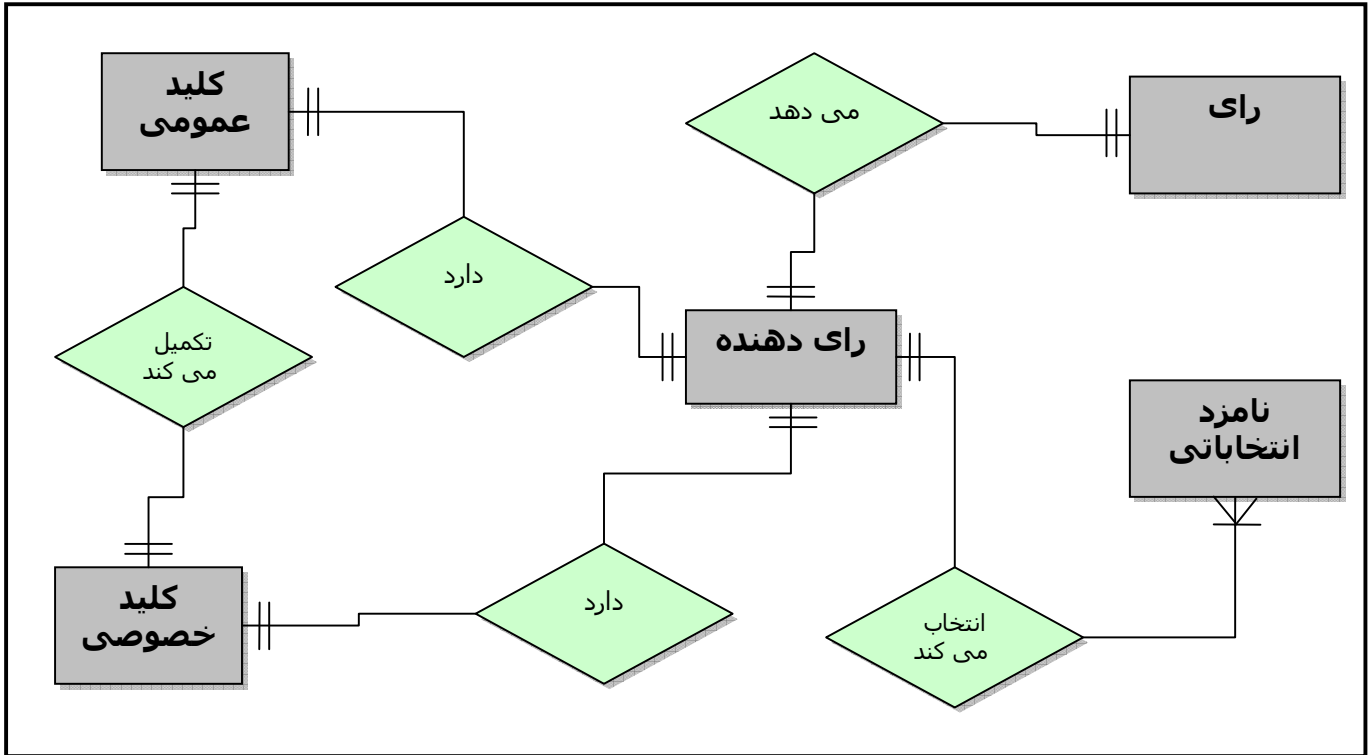 رای
می دهد
کلید
عمومی
دارد
رای دهنده
تکمیل
می کند
نامزد
انتخاباتی
کلید
خصوصی
دارد
انتخاب
می کند